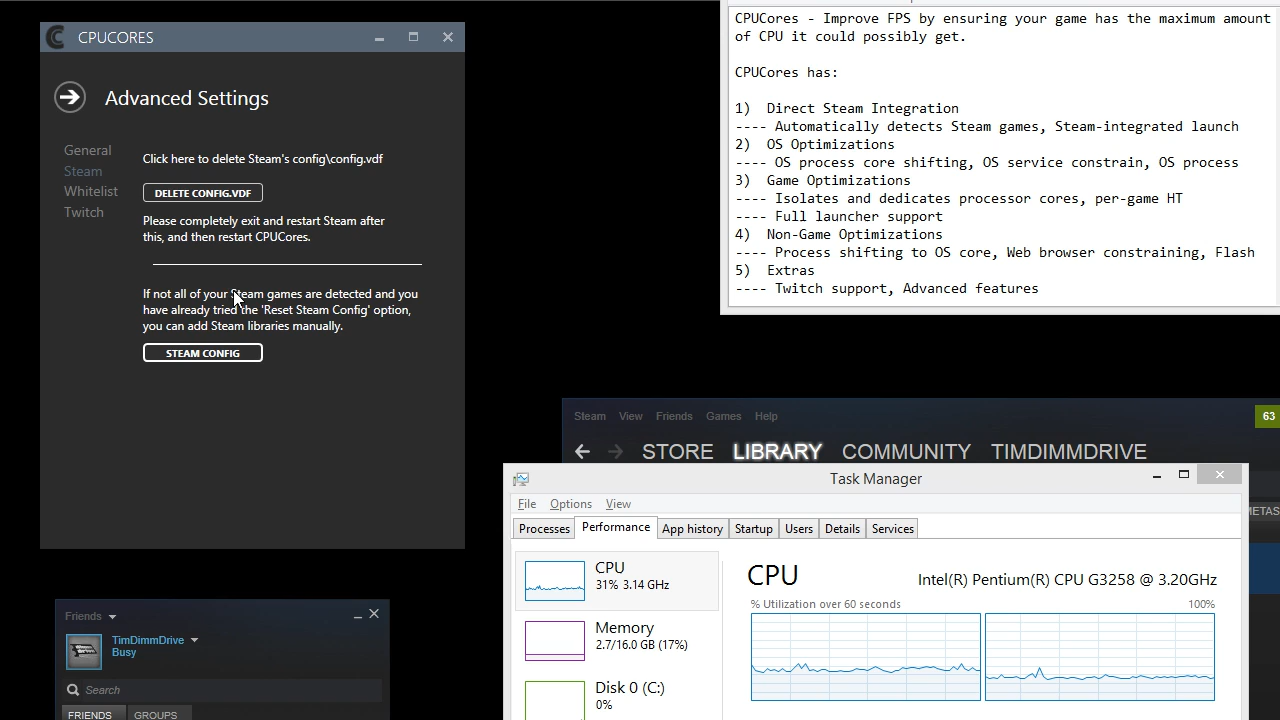 CPUCORES
Advanced Settings
General
Steam
Whitelist
Twitch
Click here to delete Steam's config\config.vdf
DELETE CONFIG.VDF
Please completely exit and restart Steam after
this, and then restart CPUCores.
If not all of your Steam games are detected and you
have already tried the 'Reset Steam Config' option,
you can add Steam libraries manually.
STEAM CONFIG
CPUCores - Improve FPS by ensuring your game has the maximum amount
of CPU it could possibly get.
CPUCores has:
1) Direct Steam Integration
---- Automatically detects Steam games, Steam-integrated launch
2) OS Optimizations
---- OS process core shifting, OS service constrain, OS process
3) Game Optimizations
---- Isolates and dedicates processor cores, per-game HT
---- Full launcher support
4) Non-Game Optimizations
---- Process shifting to OS core, Web browser constraining, Flash
5) Extras
---- Twitch support, Advanced features
Steam View Friends Games Help
63
STORE LIBRARY COMMUNITY TIMDIMMDRIVE
METAS
Task Manager
File Options View
Processes Performance App history Startup Users Details Services
CPU
31% 3.14 GHz
Memory
2.7/16.0 GB (17%)
Disk 0 (C:)
0%
CPU Intel(R) Pentium(R) CPU G3258 @ 3.20GHz
% Utilization over 60 seconds 100%
Friends
TimDimmDrive
Busy
Search
FRIENDS GROUPS